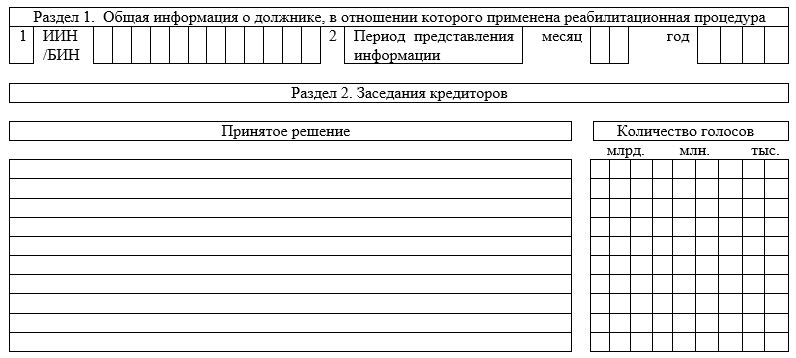 Раздел 1. Общая информация о должнике, в отношении которого применена реабилитационная процедура
1 ИИН 2 Период представления месяц год
/БИН информации
Раздел 2. Заседания кредиторов
Принятое решение Количество голосов
млрд. млн. тыс.